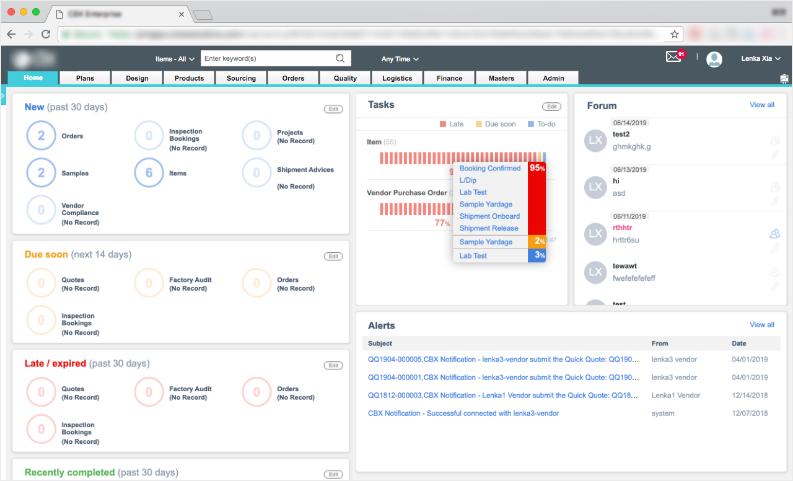 CBX Enterprise
Items - All
Enter keyword(s)
Any Time
Lenka Xia
Home
Plans
Design
Products
Sourcing
Orders
Quality
Logistics
Finance
Masters
Admin
New (past 30 days)
Edit
2
Orders
0
Inspection
Bookings
(No Record)
0
Projects
(No Record)
2
Samples
6
Items
0
Shipment Advices
(No Record)
0
Vendor
Compliance
(No Record)
Due soon (next 14 days)
Edit
0
Quotes
(No Record)
0
Factory Audit
(No Record)
0
Orders
(No Record)
0
Inspection
Bookings
(No Record)
Late / expired (past 30 days)
Edit
0
Quotes
(No Record)
0
Factory Audit
(No Record)
0
Orders
(No Record)
0
Inspection
Bookings
(No Record)
Recently completed (past 30 days)
Edit
Tasks
Edit
Late
Due soon
To-do
Item
Vendor Purchase Order
77%
Booking Confirmed
95%
L/Dip
Lab Test
Sample Yardage
Shipment Onboard
Shipment Release
Sample Yardage
2%
Lab Test
3%
Forum
View all
06/14/2019
LX
test2
ghmkghk,g
06/13/2019
LX
hi
asd
06/11/2019
LX
rthhtr
hrttr6su
LX
tewawt
fwefefefefeff
test
Alerts
View all
Subject
From
Date
QQ1904-000005,CBX Notification - lenka3-vendor submit the Quick Quote: QQ190...
lenka3 vendor
04/01/2019
QQ1904-000001,CBX Notification - lenka3-vendor submit the Quick Quote: QQ190...
lenka3 vendor
04/01/2019
QQ1812-000003,CBX Notification - Lenka1 Vendor submit the Quick Quote: QQ18...
Lenka1 Vendor
12/14/2018
CBX Notification - Successful connected with lenka3-vendor
system
12/07/2018